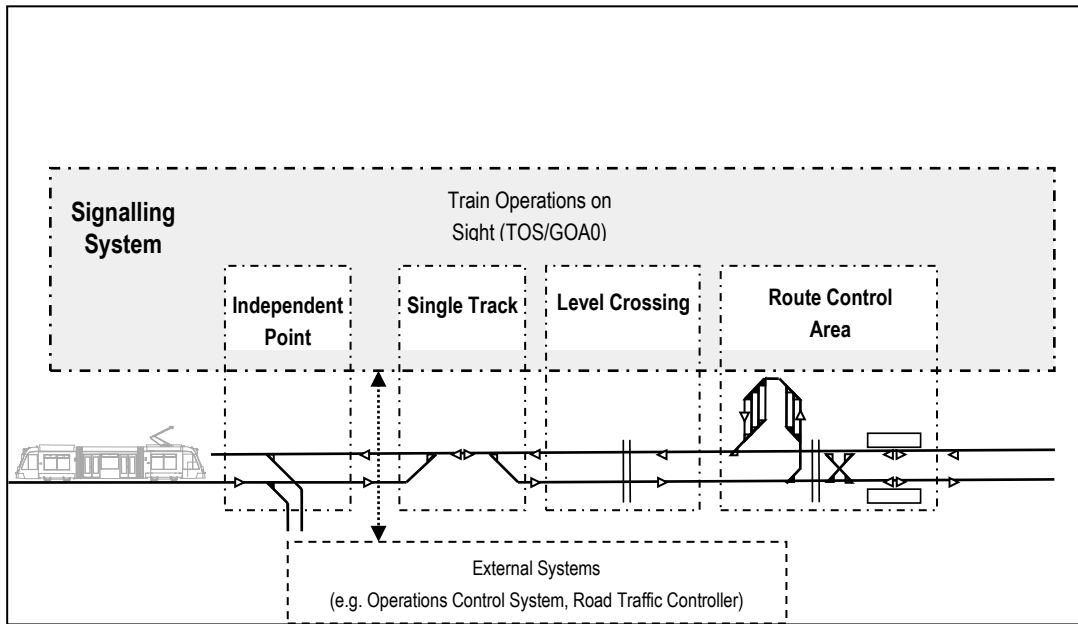 Train Operations on
Sight (TOS/GOA0)
Signalling
System
Independent
Point
Single Track
Level Crossing
Route Control
Area
External Systems
(e.g. Operations Control System, Road Traffic Controller)